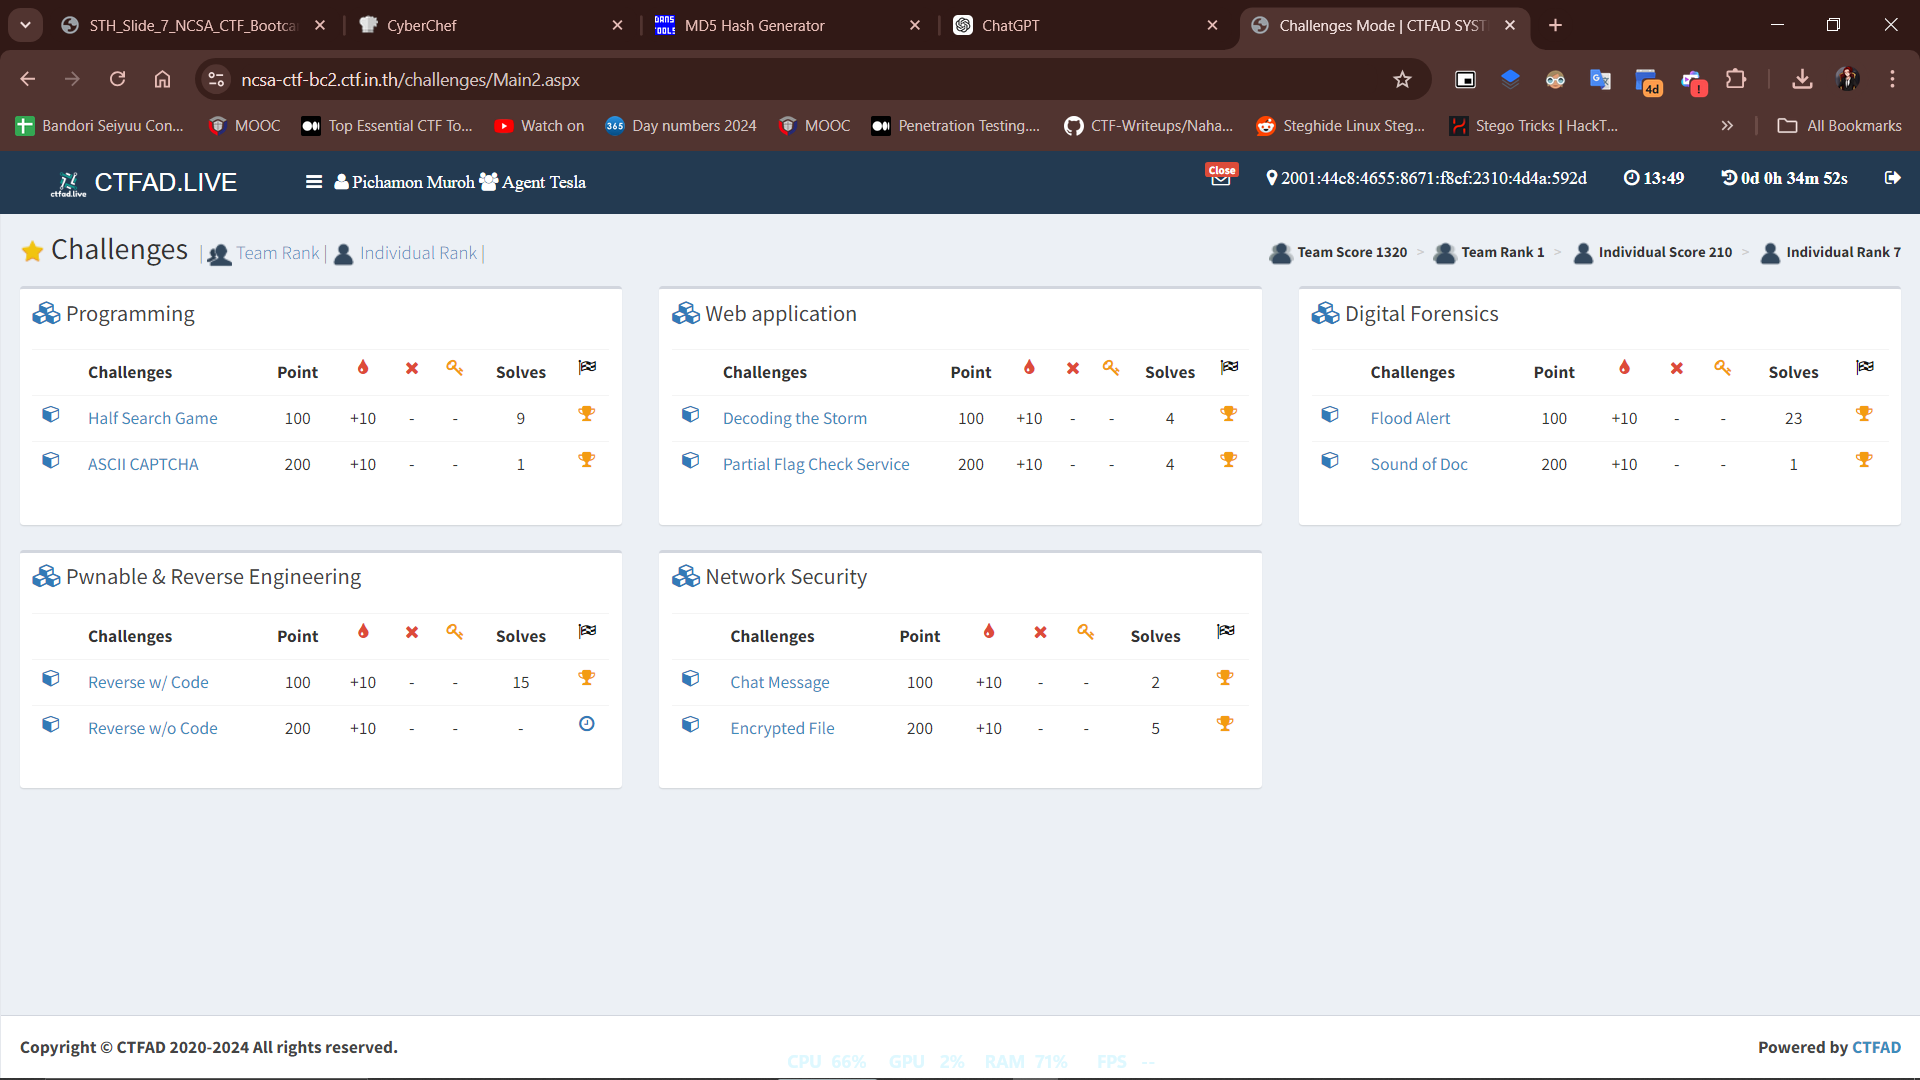 STH_Slide_7_NCSA_CTF_Bootca
CyberChef
MD5 Hash Generator
ChatGPT
Challenges Mode | CTFAD SYST
ncsa-ctf-bc2.ctf.in.th/challenges/Main2.aspx
4d
!
Bandori Seiyuu Con...
MOOC
Top Essential CTF To...
Watch on
365
Day numbers 2024
MOOC
Penetration Testing....
CTF-Writeups/Naha...
Steghide Linux Steg...
Stego Tricks | HackT...
All Bookmarks
ctfad.live
CTFAD.LIVE
Pichamon Muroh Agent Tesla
Close
2001:44c8:4655:8671:f8cf:2310:4d4a:592d
13:49
0d 0h 34m 52s
Challenges | Team Rank | Individual Rank |
Team Score 1320 > Team Rank 1 > Individual Score 210 > Individual Rank 7
Programming
Challenges Point Solves
Half Search Game 100 +10 - - 9
ASCII CAPTCHA 200 +10 - - 1
Web application
Challenges Point Solves
Decoding the Storm 100 +10 - - 4
Partial Flag Check Service 200 +10 - - 4
Digital Forensics
Challenges Point Solves
Flood Alert 100 +10 - - 23
Sound of Doc 200 +10 - - 1
Pwnable & Reverse Engineering
Challenges Point Solves
Reverse w/ Code 100 +10 - - 15
Reverse w/o Code 200 +10 - - -
Network Security
Challenges Point Solves
Chat Message 100 +10 - - 2
Encrypted File 200 +10 - - 5
Copyright © CTFAD 2020-2024 All rights reserved.
CPU 66% GPU 2% RAM 71% FPS --
Powered by CTFAD